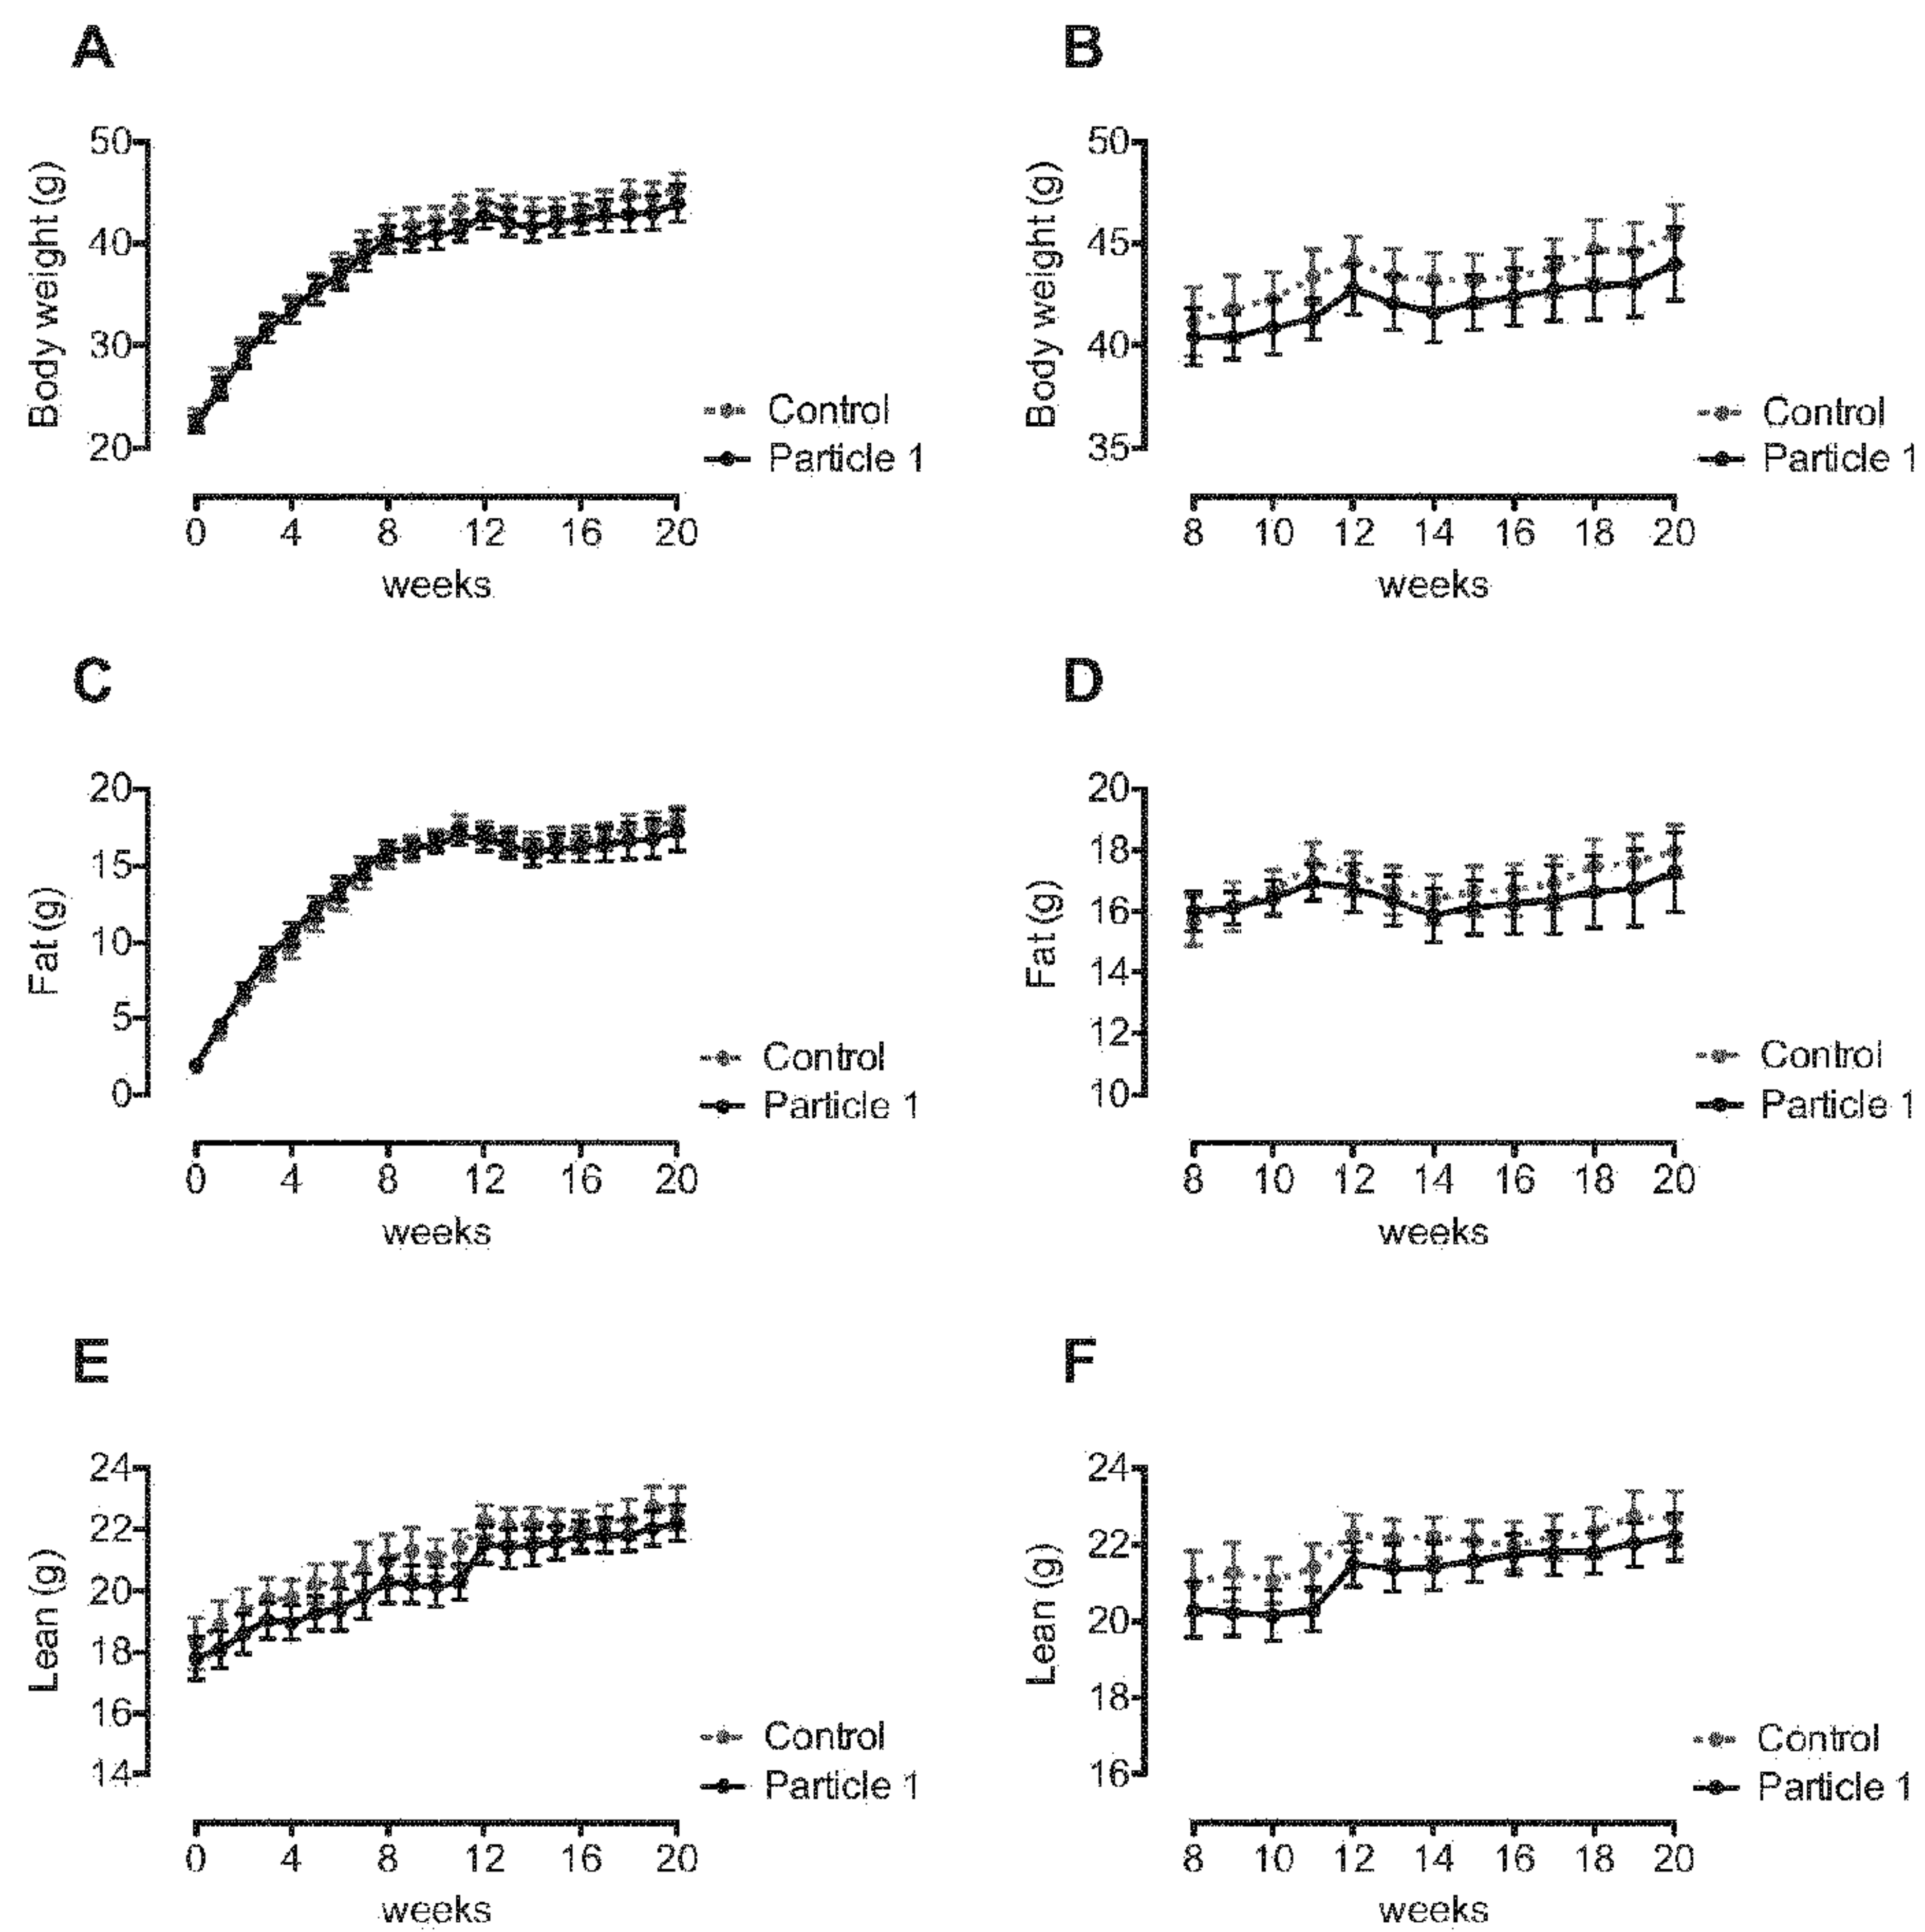 A
Body weight (g)
50
40
30
20
Control
Particle 1
0 4 8 12 16 20
weeks
B
Body weight (g)
50
45
40
35
Control
Particle 1
8 10 12 14 16 18 20
weeks
C
Fat (g)
20
15
10
5
0
Control
Particle 1
0 4 8 12 16 20
weeks
D
Fat (g)
20
18
16
14
12
10
Control
Particle 1
8 10 12 14 16 18 20
weeks
E
Lean (g)
24
22
20
18
16
14
Control
Particle 1
0 4 8 12 16 20
weeks
F
Lean (g)
24
22
20
18
16
Control
Particle 1
8 10 12 14 16 18 20
weeks